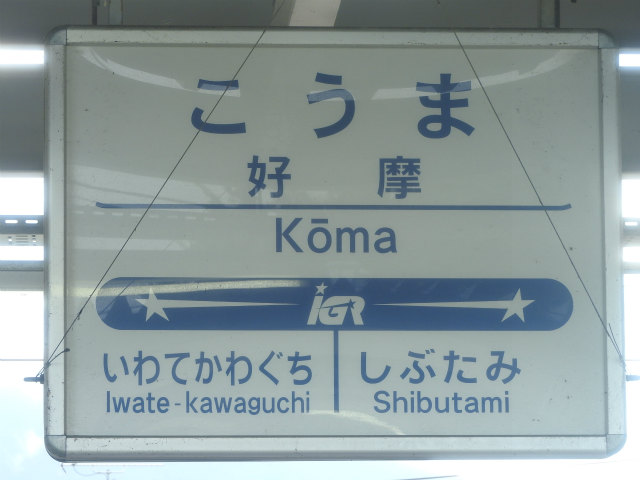 こうま
好摩
Kōma
IGR
いわてかわぐち
Iwate-kawaguchi
しぶたみ
Shibutami